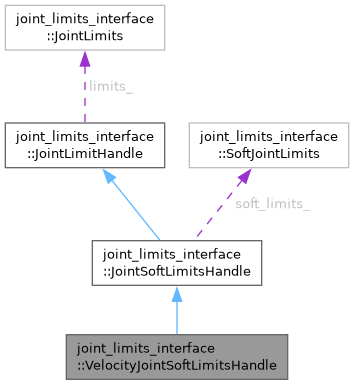 joint_limits_interface
::JointLimits
limits_
joint_limits_interface
::JointLimitHandle
joint_limits_interface
::SoftJointLimits
soft_limits_
joint_limits_interface
::JointSoftLimitsHandle
joint_limits_interface
::VelocityJointSoftLimitsHandle